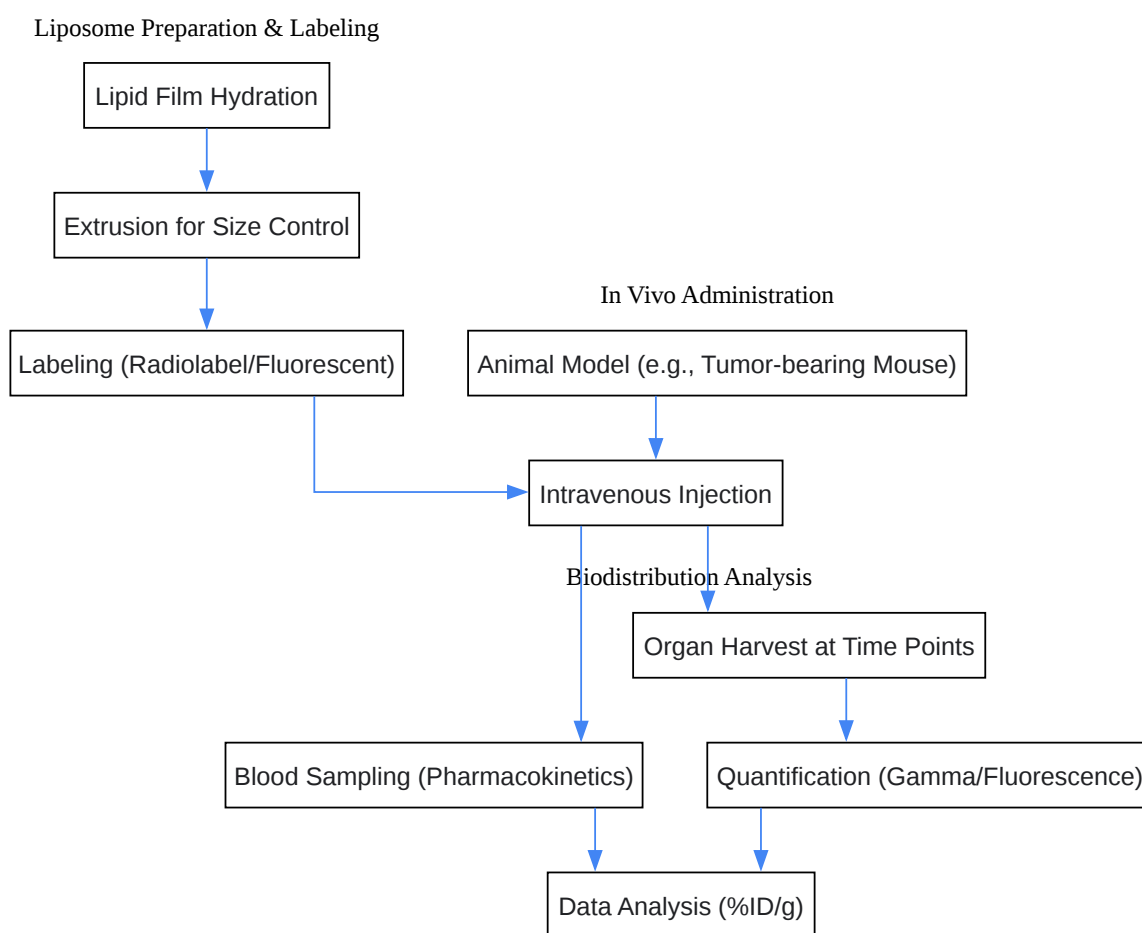 Liposome Preparation & Labeling
Lipid Film Hydration
Extrusion for Size Control
Labeling (Radiolabel/Fluorescent)
In Vivo Administration
Animal Model (e.g., Tumor-bearing Mouse)
Intravenous Injection
Biodistribution Analysis
Organ Harvest at Time Points
Blood Sampling (Pharmacokinetics)
Quantification (Gamma/Fluorescence)
Data Analysis (%ID/g)